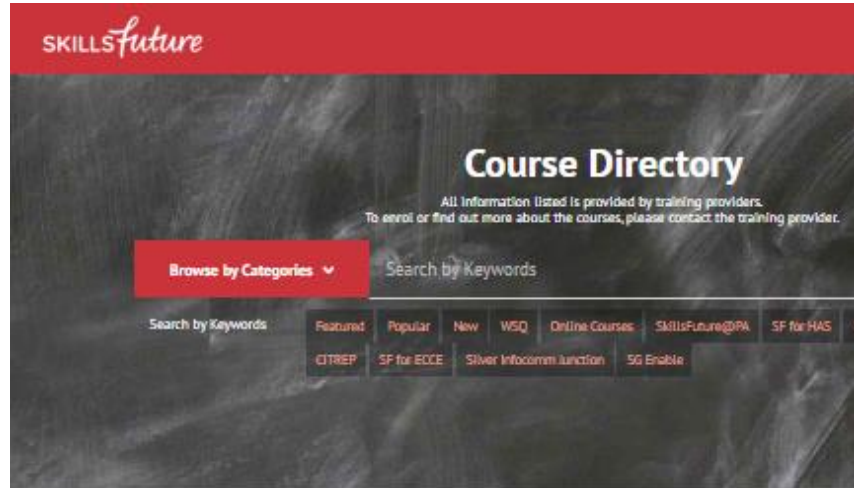 SKILLSfuture
Course Directory
All information listed is provided by training providers.
To enrol or find out more about the courses, please contact the training provider.
Browse by Categories
Search by Keywords
Search by Keywords
Featured Popular New WSQ Online Courses SkillsFuture@PA SF for HAS
CITREP SF for ECCE Silver Infocomm Junction SG Enable